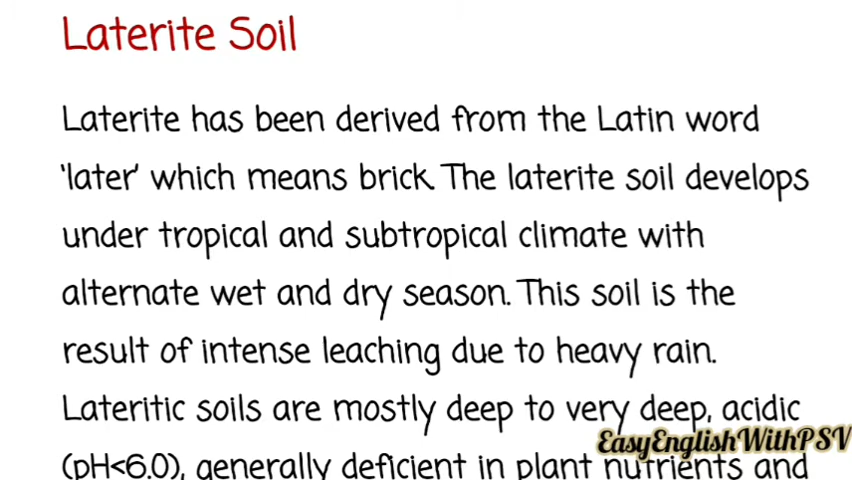 Laterite Soil
Laterite has been derived from the Latin word
'later' which means brick. The laterite soil develops
under tropical and subtropical climate with
alternate wet and dry season. This soil is the
result of intense leaching due to heavy rain.
Lateritic soils are mostly deep to very deep, acidic
EasyEnglishWithPSV
(pH<6.0), generally deficient in plant nutrients and